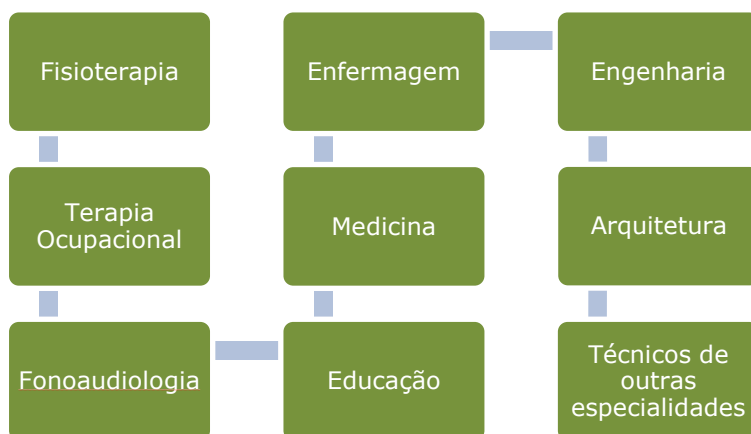 Fisioterapia
Terapia
Ocupacional
Fonoaudiologia
Educação
Medicina
Enfermagem
Engenharia
Arquitetura
Técnicos de
outras
especialidades